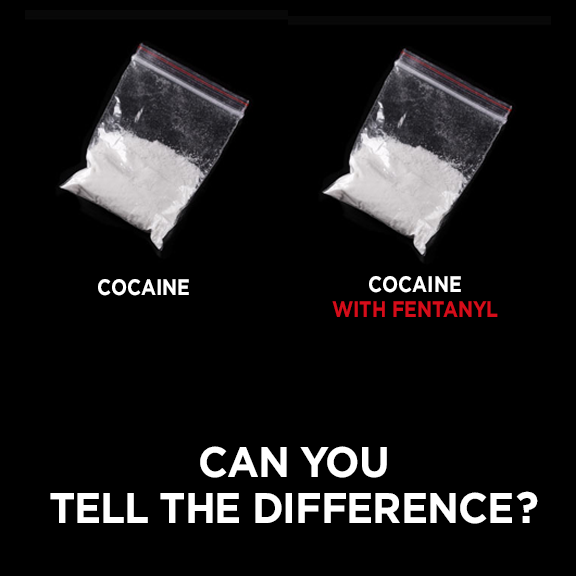 COCAINE
COCAINE
WITH FENTANYL
CAN YOU
TELL THE DIFFERENCE?